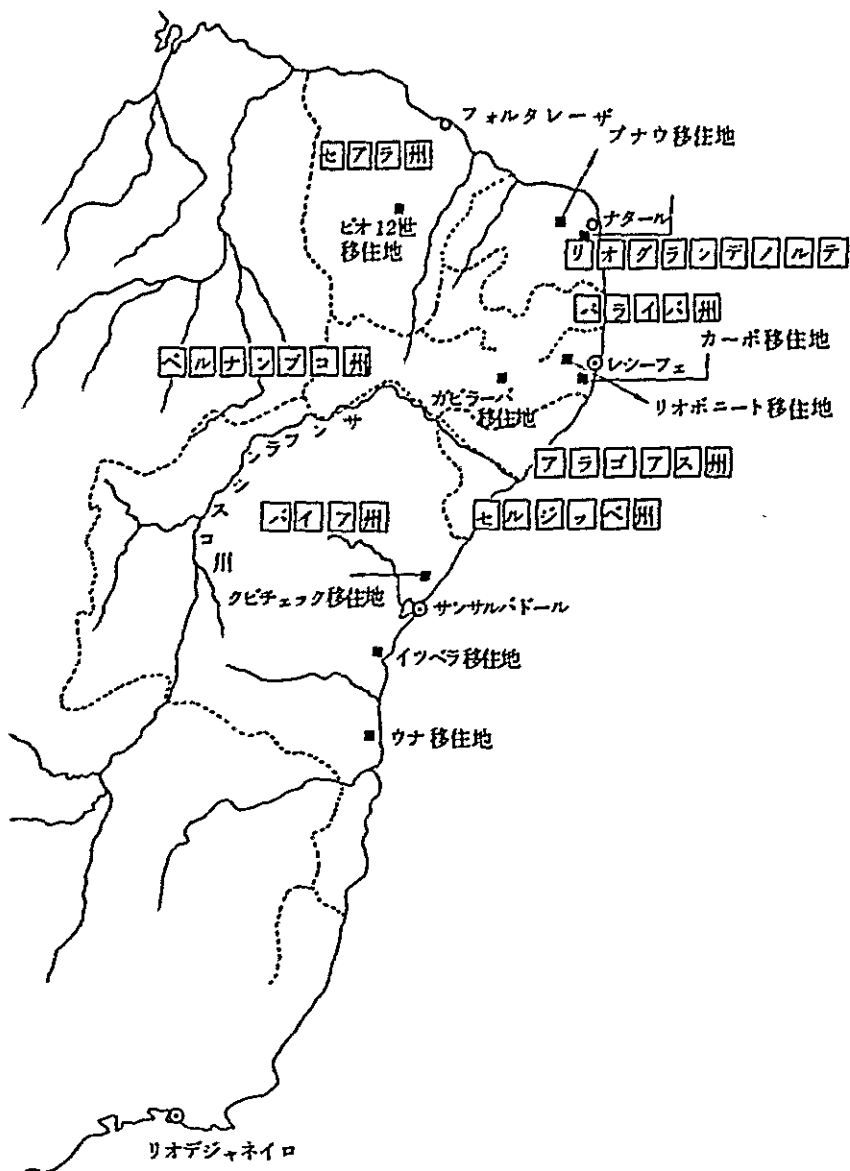 フォルタレーザ
プナウ移住地
セアラ州
ピオ12世
移住地
ナタール
リオグランデノルテ
パライバ州
カーボ移住地
ペルナンブコ州
レシーフェ
ガピラーバ
移住地
リオボニート移住地
サンフランシスコ川
アラゴアス州
バイア州
セルジッペ州
クビチェック移住地
サンサルバドール
イツベラ移住地
ウナ移住地
リオデジャネイロ